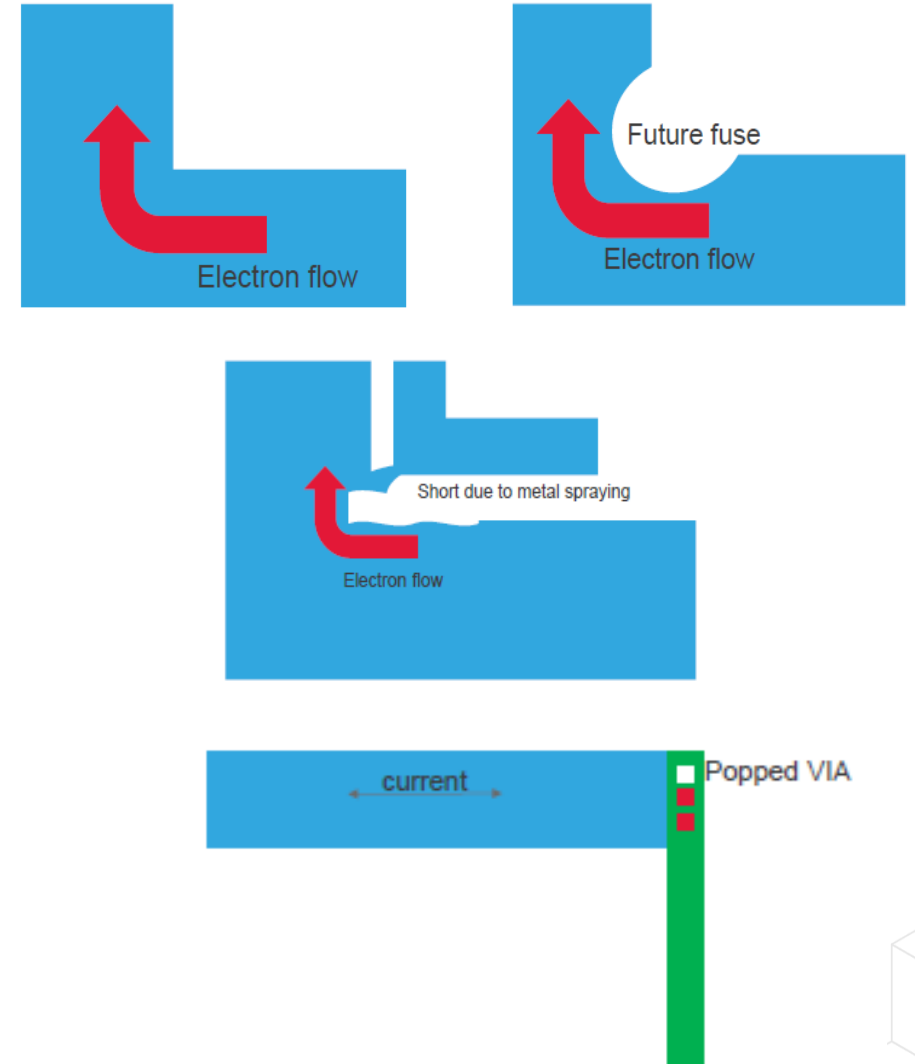 Electron flow
Future fuse
Electron flow
Short due to metal spraying
Electron flow
current
Popped VIA